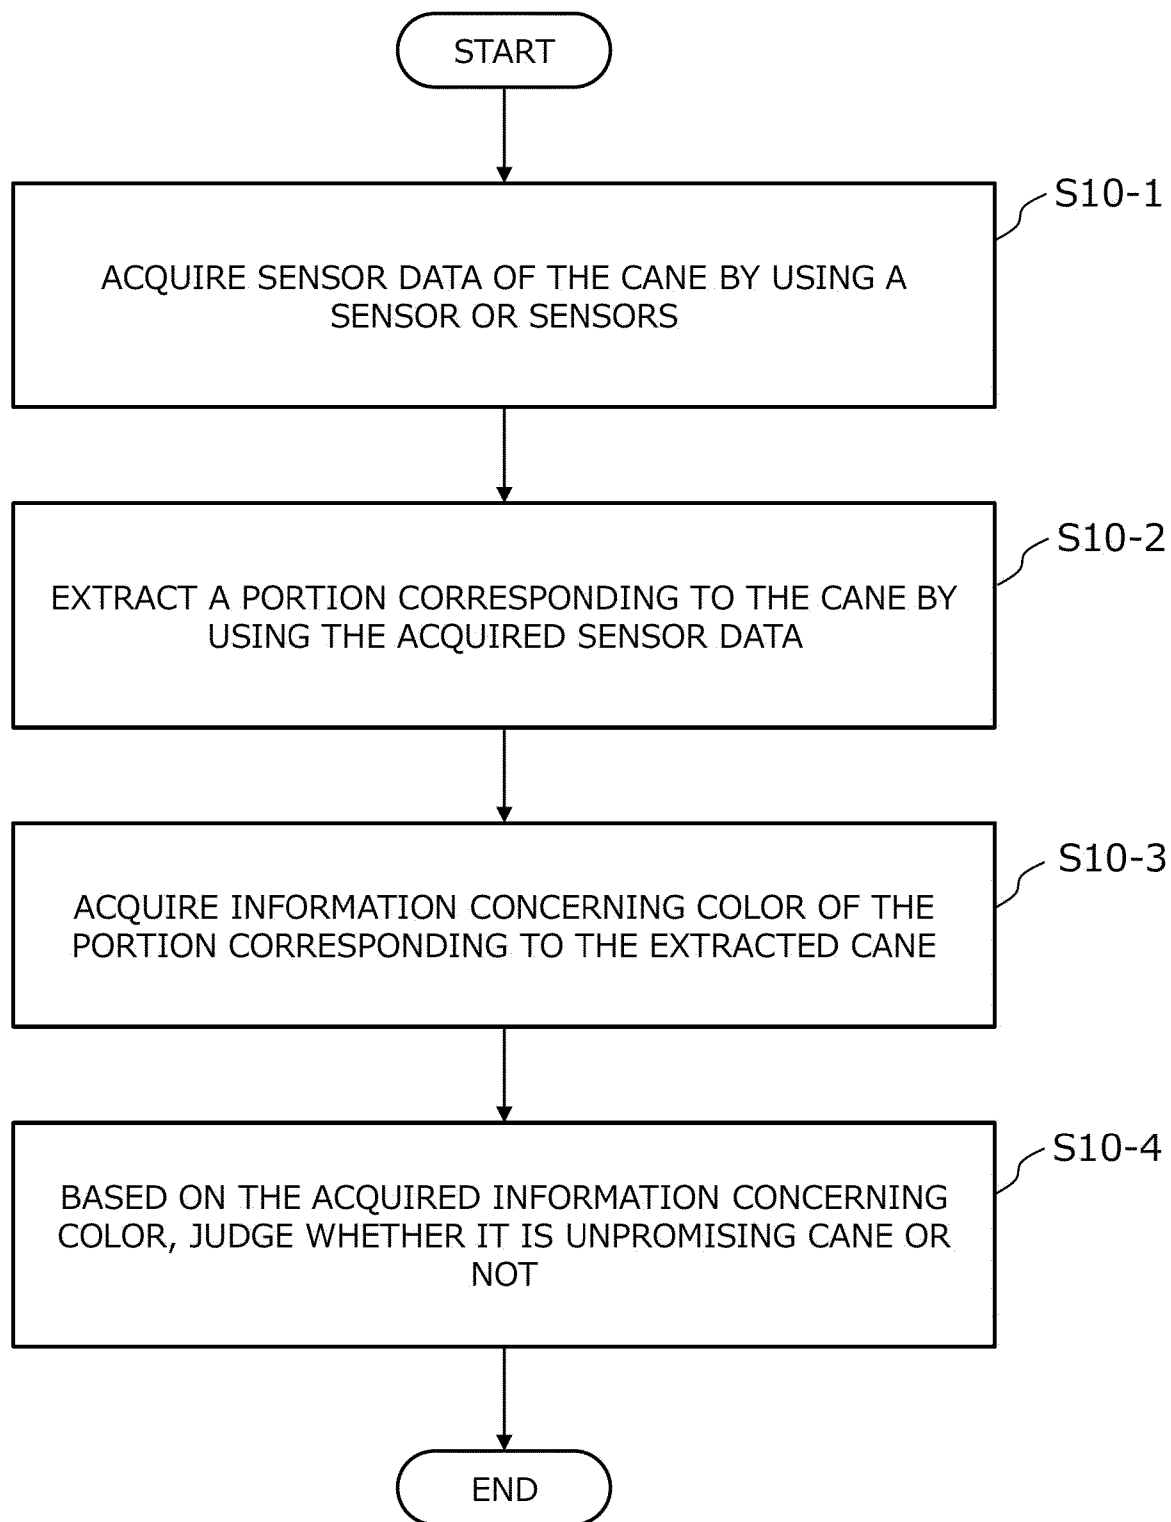 START
S10-1
ACQUIRE SENSOR DATA OF THE CANE BY USING A
SENSOR OR SENSORS
S10-2
EXTRACT A PORTION CORRESPONDING TO THE CANE BY
USING THE ACQUIRED SENSOR DATA
S10-3
ACQUIRE INFORMATION CONCERNING COLOR OF THE
PORTION CORRESPONDING TO THE EXTRACTED CANE
S10-4
BASED ON THE ACQUIRED INFORMATION CONCERNING
COLOR, JUDGE WHETHER IT IS UNPROMISING CANE OR
NOT
END